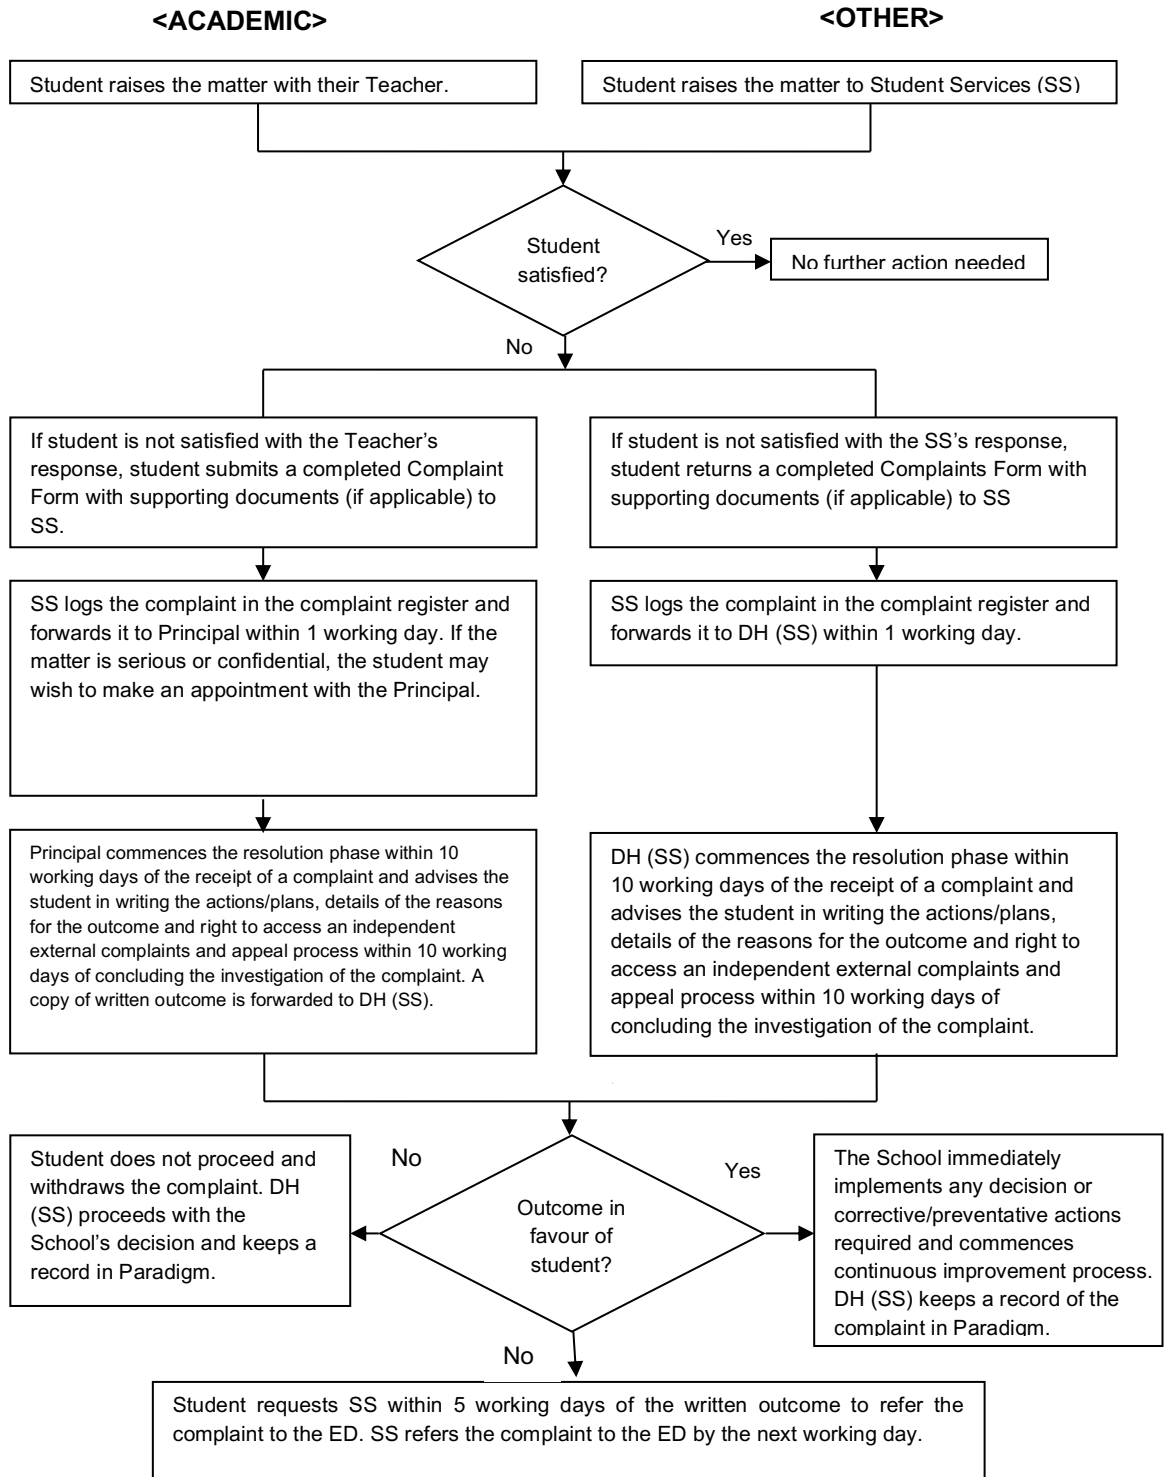 <ACADEMIC>
<OTHER>
Student raises the matter with their Teacher.
Student raises the matter to Student Services (SS)
Student
satisfied?
Yes
No further action needed
No
If student is not satisfied with the Teacher's
response, student submits a completed Complaint
Form with supporting documents (if applicable) to
SS.
If student is not satisfied with the SS's response,
student returns a completed Complaints Form with
supporting documents (if applicable) to SS
SS logs the complaint in the complaint register and
forwards it to Principal within 1 working day. If the
matter is serious or confidential, the student may
wish to make an appointment with the Principal.
SS logs the complaint in the complaint register and
forwards it to DH (SS) within 1 working day.
Principal commences the resolution phase within 10
working days of the receipt of a complaint and advises the
student in writing the actions/plans, details of the reasons
for the outcome and right to access an independent
external complaints and appeal process within 10 working
days of concluding the investigation of the complaint. A
copy of written outcome is forwarded to DH (SS).
DH (SS) commences the resolution phase within
10 working days of the receipt of a complaint and
advises the student in writing the actions/plans,
details of the reasons for the outcome and right to
access an independent external complaints and
appeal process within 10 working days of
concluding the investigation of the complaint.
Student does not proceed and
withdraws the complaint. DH
(SS) proceeds with the
School's decision and keeps a
record in Paradigm.
No
Outcome in
favour of
student?
Yes
The School immediately
implements any decision or
corrective/preventative actions
required and commences
continuous improvement process.
DH (SS) keeps a record of the
complaint in Paradigm.
No
Student requests SS within 5 working days of the written outcome to refer the
complaint to the ED. SS refers the complaint to the ED by the next working day.